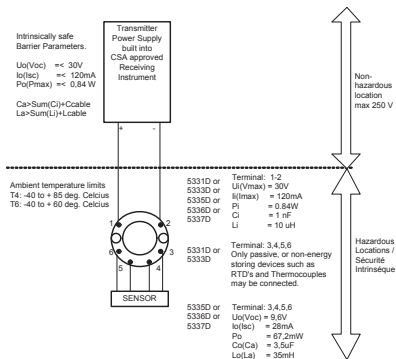 Intrinsically safe
Barrier Parameters.
Uo(Voc) =< 30V
Io(Isc) =< 120mA
Po(Pmax) =< 0,84 W
Ca>Sum(Ci)+Ccable
La>Sum(Li)+Lcable
Transmitter
Power Supply
built into
CSA approved
Receiving
Instrument
+ -
Non-
hazardous
location
max 250 V
Ambient temperature limits
T4: -40 to + 85 deg. Celcius
T6: -40 to +60 deg. Celcius
1 2
6 3
5 4
SENSOR
5331D or
5333D or
5335D or
5336D or
5337D
Terminal: 1-2
Ui(Vmax) = 30V
Ii(Imax) = 120mA
Pi = 0.84W
Ci = 1 nF
Li = 10 uH
5331D or
5333D
Terminal: 3,4,5,6
Only passive, or non-energy
storing devices such as
RTD's and Thermocouples
may be connected.
5335D or
5336D or
5337D
Terminal: 3,4,5,6
Uo(Voc) = 9,6V
Io(Isc) = 28mA
Po = 67,2mW
Co(Ca) = 3,5uF
Lo(La) = 35mH
Hazardous
Locations /
Sécurité
Intrinsèque